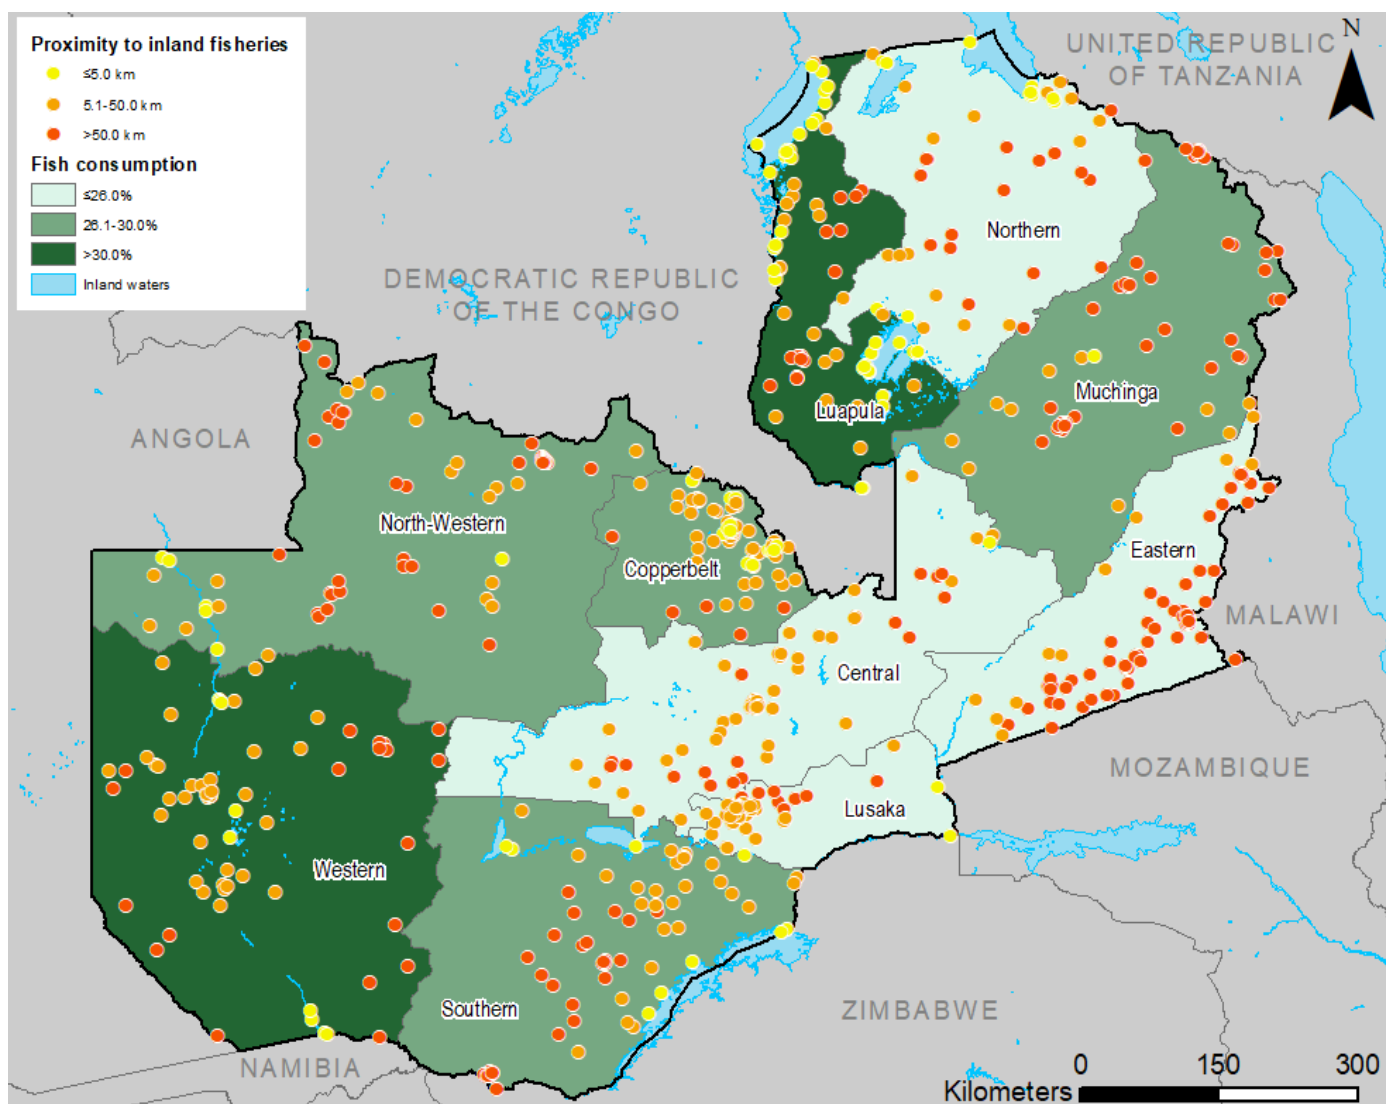 Proximity to inland fisheries
≤5.0 km
5.1-50.0 km
>50.0 km
Fish consumption
≤26.0%
26.1-30.0%
>30.0%
Inland waters
N
UNITED REPUBLIC
OF TANZANIA
DEMOCRATIC REPUBLIC
OF THE CONGO
Northern
Muchinga
Luapula
ANGOLA
North-Western
Copperbelt
Eastern
MALAWI
Central
MOZAMBIQUE
Lusaka
Western
Southern
ZIMBABWE
NAMIBIA
0 150 300
Kilometers